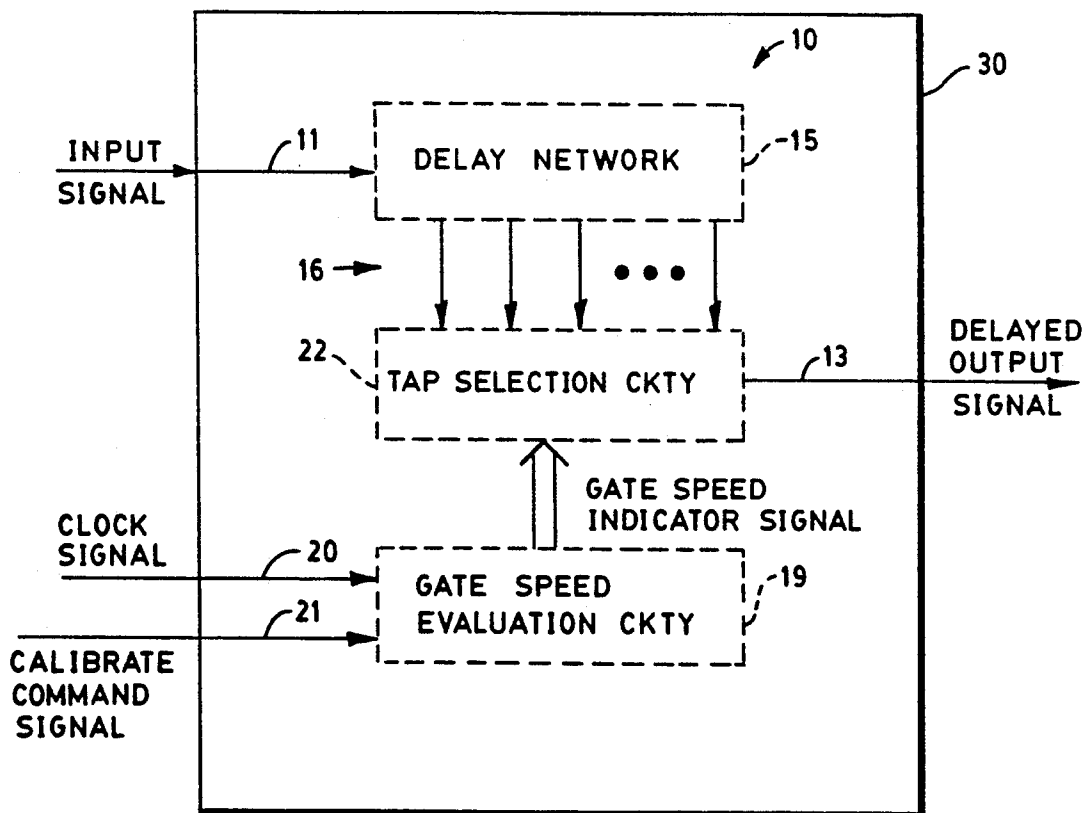 10
30
INPUT
SIGNAL
11
DELAY NETWORK
15
16
22
TAP SELECTION CKTY
13
DELAYED
OUTPUT
SIGNAL
GATE SPEED
INDICATOR SIGNAL
CLOCK
SIGNAL
20
GATE SPEED
EVALUATION CKTY
19
21
CALIBRATE
COMMAND
SIGNAL